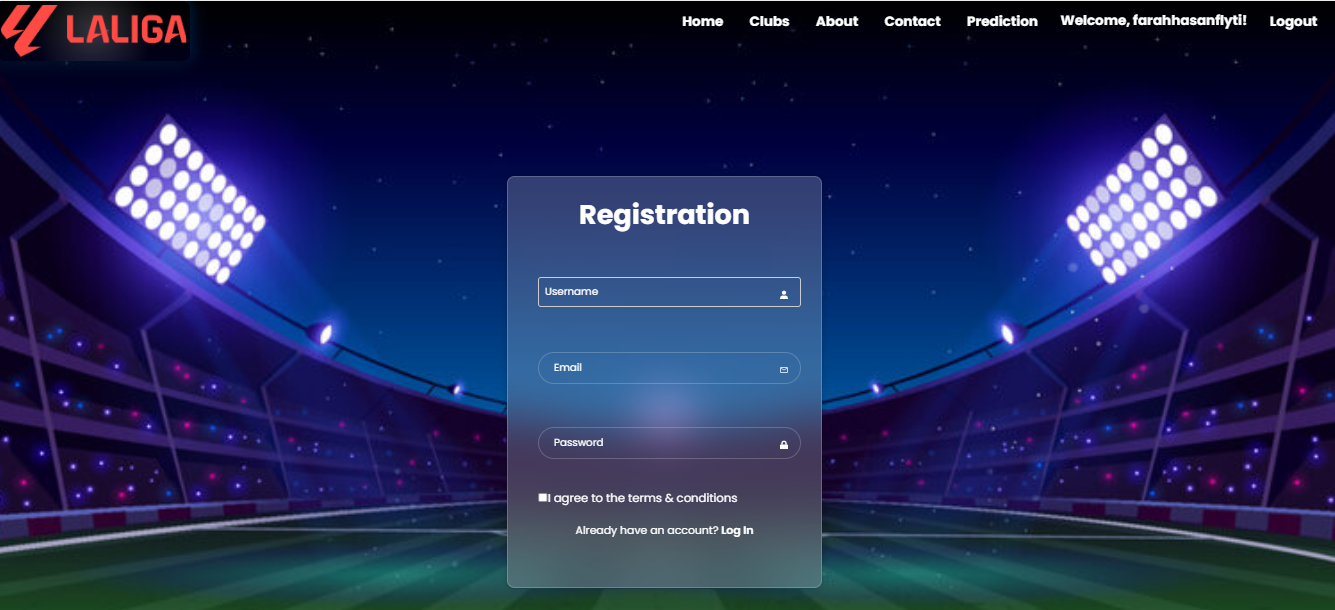 LALIGA
Home Clubs About Contact Prediction Welcome, farahhasanflyti! Logout
Registration
Username
Email
Password
I agree to the terms & conditions
Already have an account? Log In